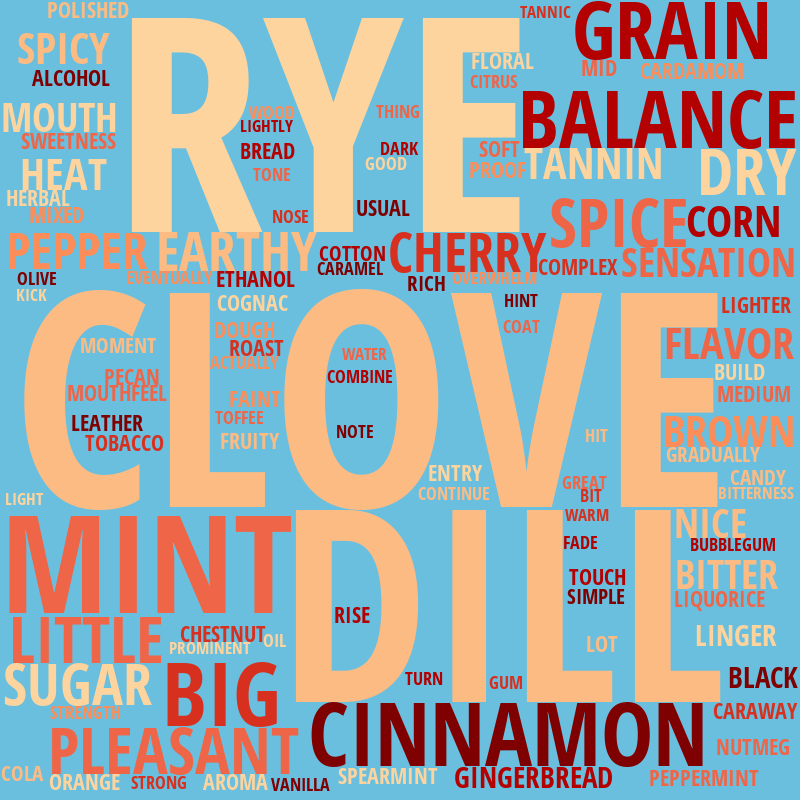 POLISHED
TANNIC
GRAIN
RYE
SPICY
FLORAL
MID
CARDAMOM
ALCOHOL
CITRUS
MOUTH
WOOD
THING
BALANCE
LIGHTLY
SWEETNESS
BREAD
DARK
SOFT
GOOD
TANNIN
HEAT
TONE
PROOF
DRY
HERBAL
USUAL
MIXED
NOSE
SPICE
CORN
PEPPER
EARTHY
COTTON
CHERRY
CARAMEL
COMPLEX
SENSATION
OLIVE
EVENTUALLY
ETHANOL
RICH
OVERWHELM
KICK
COGNAC
HINT
LIGHTER
CLOVE
DOUGH
COAT
MOMENT
ROAST
WATER
FLAVOR
ACTUALLY
BUILD
PECAN
COMBINE
MOUTHFEEL
FAINT
MEDIUM
LEATHER
TOFFEE
NOTE
BROWN
TOBACCO
FRUITY
HIT
GRADUALLY
ENTRY
CANDY
LIGHT
CONTINUE
GREAT
BIT
BITTERNESS
MINT
DILL
WARM
NICE
FADE
BUBBLEGUM
TOUCH
BITTER
SIMPLE
LIQUORICE
LITTLE
CHESTNUT
RISE
PROMINENT
OIL
LOT
LINGER
SUGAR
BIG
TURN
GUM
BLACK
STRENGTH
CINNAMON
CARAWAY
PLEASANT
NUTMEG
COLA
ORANGE
STRONG
AROMA
VANILLA
SPEARMINT
GINGERBREAD
PEPPERMINT